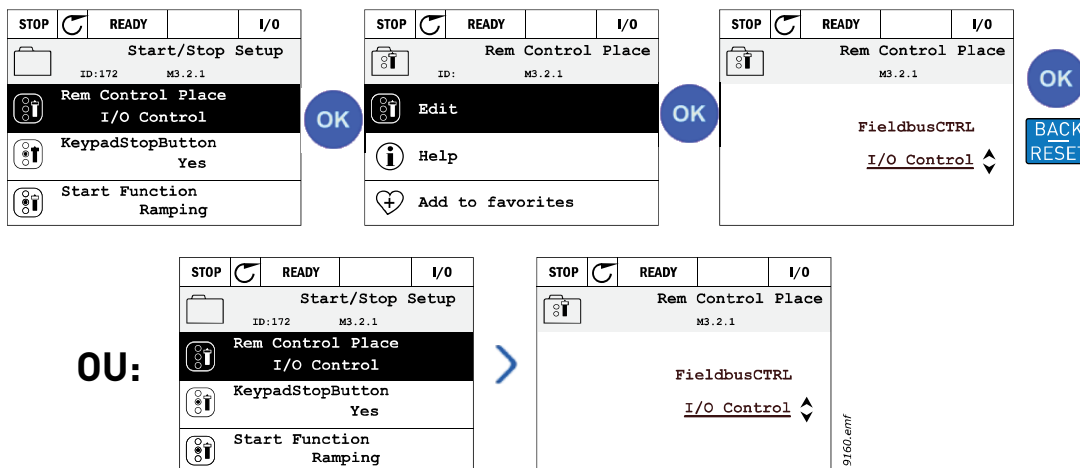 STOP READY I/O
Start/Stop Setup
ID:172 M3.2.1
Rem Control Place
I/O Control
KeypadStopButton
Yes
Start Function
Ramping
OK
STOP READY I/O
Rem Control Place
ID: M3.2.1
Edit
Help
Add to favorites
OK
STOP READY I/O
Rem Control Place
M3.2.1
FieldbusCTRL
I/O Control
OK
BACK
RESET
OU:
STOP READY I/O
Start/Stop Setup
ID:172 M3.2.1
Rem Control Place
I/O Control
KeypadStopButton
Yes
Start Function
Ramping
STOP READY I/O
Rem Control Place
M3.2.1
FieldbusCTRL
I/O Control
9160.emf